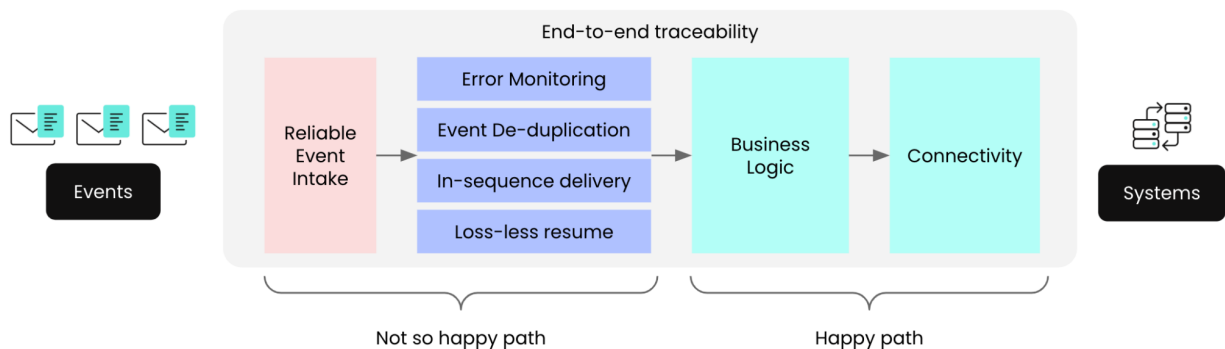 End-to-end traceability
Events
Reliable
Event
Intake
Error Monitoring
Event De-duplication
In-sequence delivery
Loss-less resume
Business
Logic
Connectivity
Systems
Not so happy path
Happy path